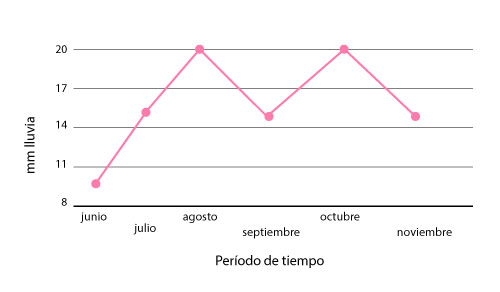 mm lluvia
20
17
14
11
8
junio
julio
agosto
septiembre
octubre
noviembre
Período de tiempo